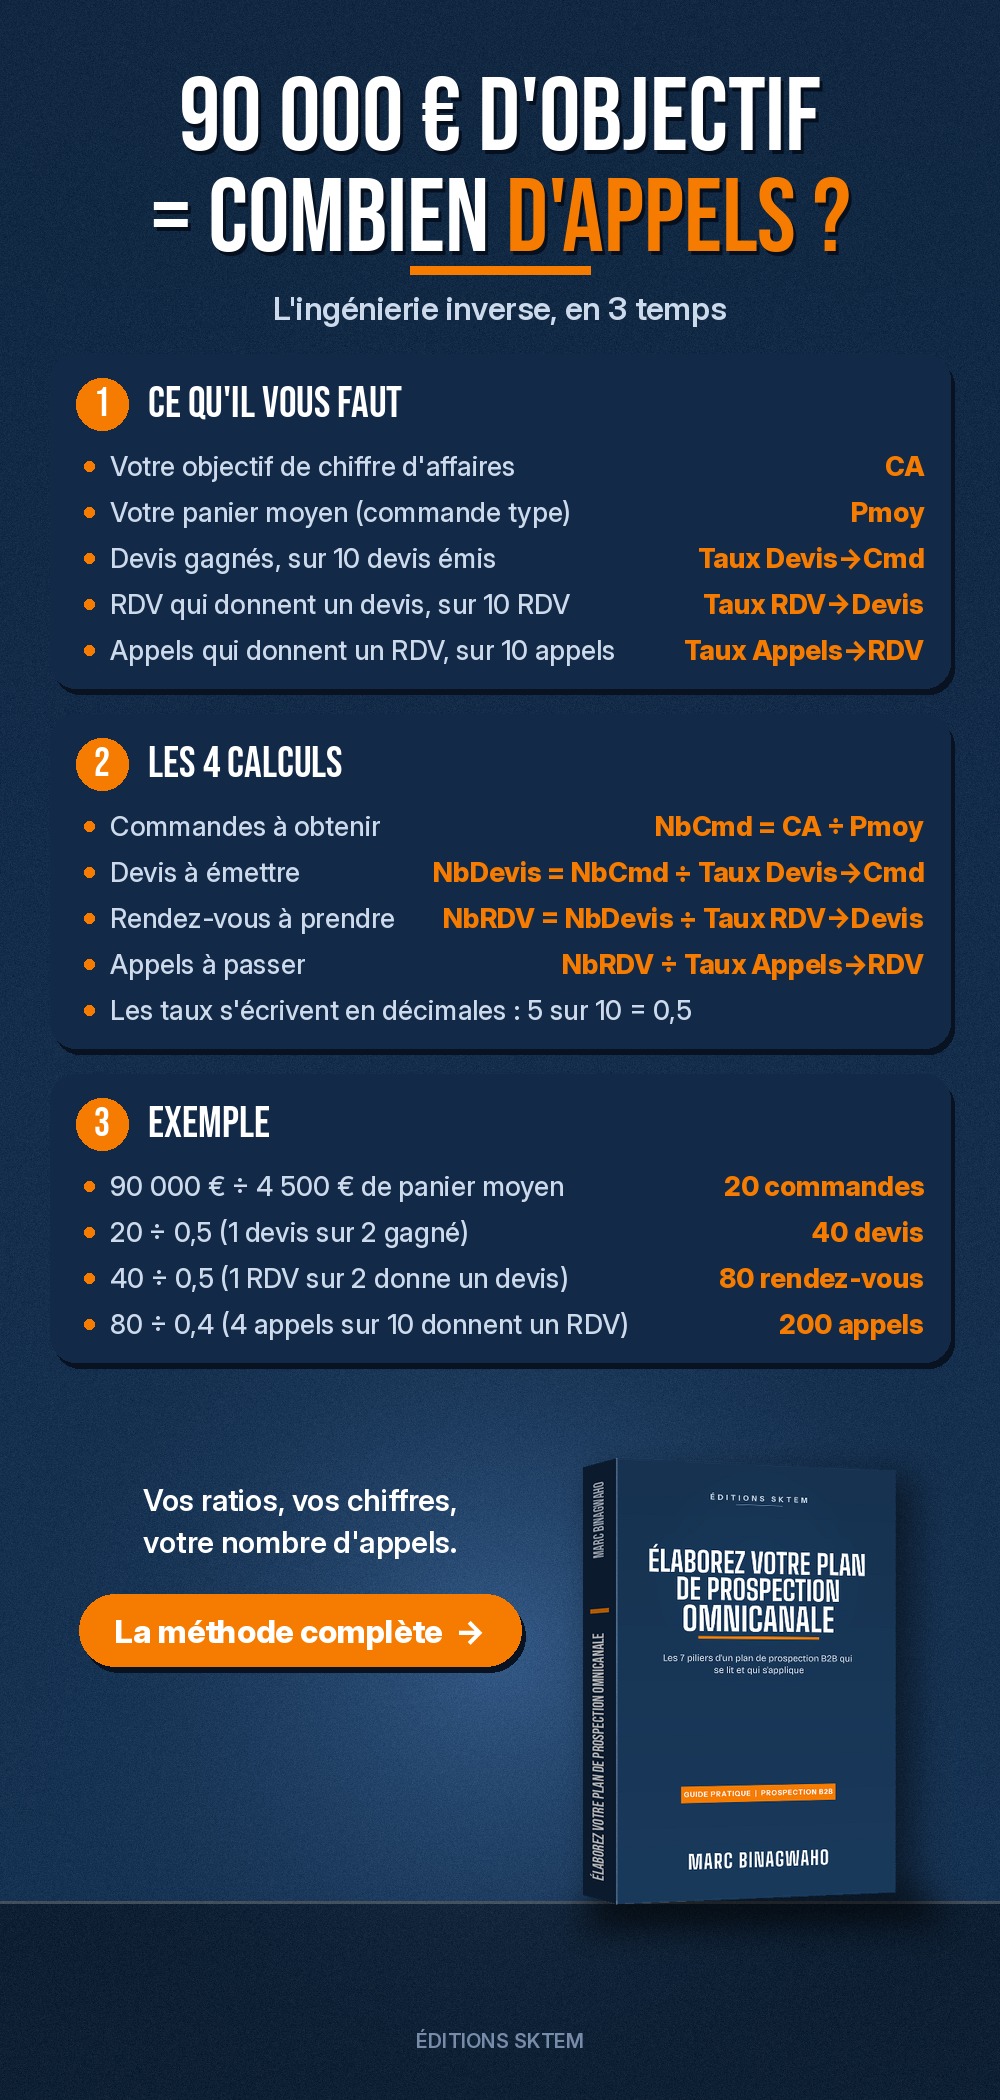 90 000 € D'OBJECTIF
= COMBIEN D'APPELS ?
L'ingénierie inverse, en 3 temps
1 CE QU'IL VOUS FAUT
Votre objectif de chiffre d'affaires CA
Votre panier moyen (commande type) Pmoy
Devis gagnés, sur 10 devis émis Taux Devis→Cmd
RDV qui donnent un devis, sur 10 RDV Taux RDV→Devis
Appels qui donnent un RDV, sur 10 appels Taux Appels→RDV
2 LES 4 CALCULS
Commandes à obtenir NbCmd = CA ÷ Pmoy
Devis à émettre NbDevis = NbCmd ÷ Taux Devis→Cmd
Rendez-vous à prendre NbRDV = NbDevis ÷ Taux RDV→Devis
Appels à passer NbRDV ÷ Taux Appels→RDV
Les taux s'écrivent en décimales : 5 sur 10 = 0,5
3 EXEMPLE
90 000 € ÷ 4 500 € de panier moyen 20 commandes
20 ÷ 0,5 (1 devis sur 2 gagné) 40 devis
40 ÷ 0,5 (1 RDV sur 2 donne un devis) 80 rendez-vous
80 ÷ 0,4 (4 appels sur 10 donnent un RDV) 200 appels
Vos ratios, vos chiffres,
votre nombre d'appels.
La méthode complète →
MARC BINAGWAHO
ÉLABOREZ VOTRE PLAN DE PROSPECTION OMNICANALE
ÉDITIONS SKTEM
ÉLABOREZ VOTRE PLAN
DE PROSPECTION
OMNICANALE
Les 7 piliers d'un plan de prospection B2B qui
se lit et qui s'applique
GUIDE PRATIQUE | PROSPECTION B2B
MARC BINAGWAHO
ÉDITIONS SKTEM